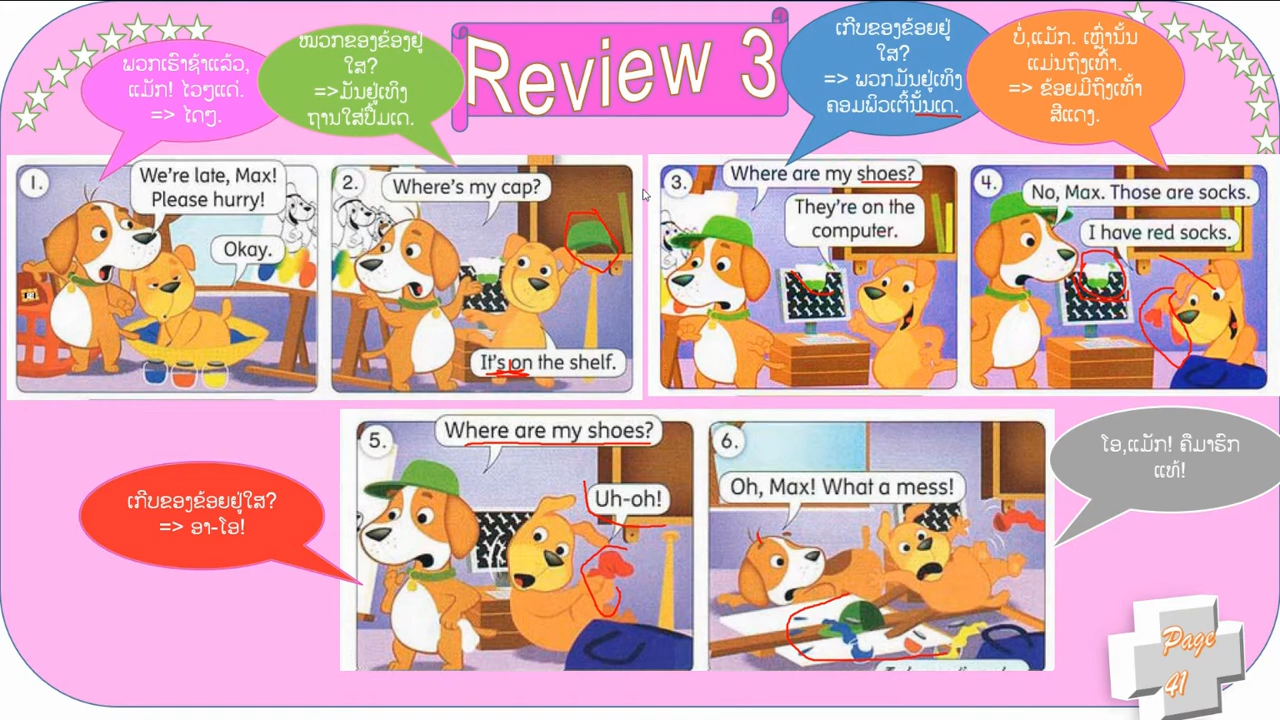 Review 3
ພວກເຮົາຊ້າແລ້ວ,
ແມັກ! ໄວໆແດ່.
=> ໄດໆ.
ໝວກຂອງຂ້ອງຢູ່
ໃສ?
=>ມັນຢູ່ເທິງ
ຖານໃສ່ປຶ້ມເດ.
ເກີບຂອງຂ້ອຍຢູ່
ໃສ?
=> ພວກມັນຢູ່ເທິງ
ຄອມພິວເຕີ້ນັ້ນເດ.
ບໍ່,ແມັກ. ເຫຼົ່ານັ້ນ
ແມ່ນຖົງເທົ້າ.
=> ຂ້ອຍມີຖົງເທົ້າ
ສີແດງ.
1.
We're late, Max!
Please hurry!
Okay.
2.
Where's my cap?
It's on the shelf.
3.
Where are my shoes?
They're on the
computer.
4.
No, Max. Those are socks.
I have red socks.
ເກີບຂອງຂ້ອຍຢູ່ໃສ?
=> ອາ-ໂອ!
5.
Where are my shoes?
Uh-oh!
6.
Oh, Max! What a mess!
ໂອ,ແມັກ! ຄືມາຮົກ
ແທ້!
Page
41